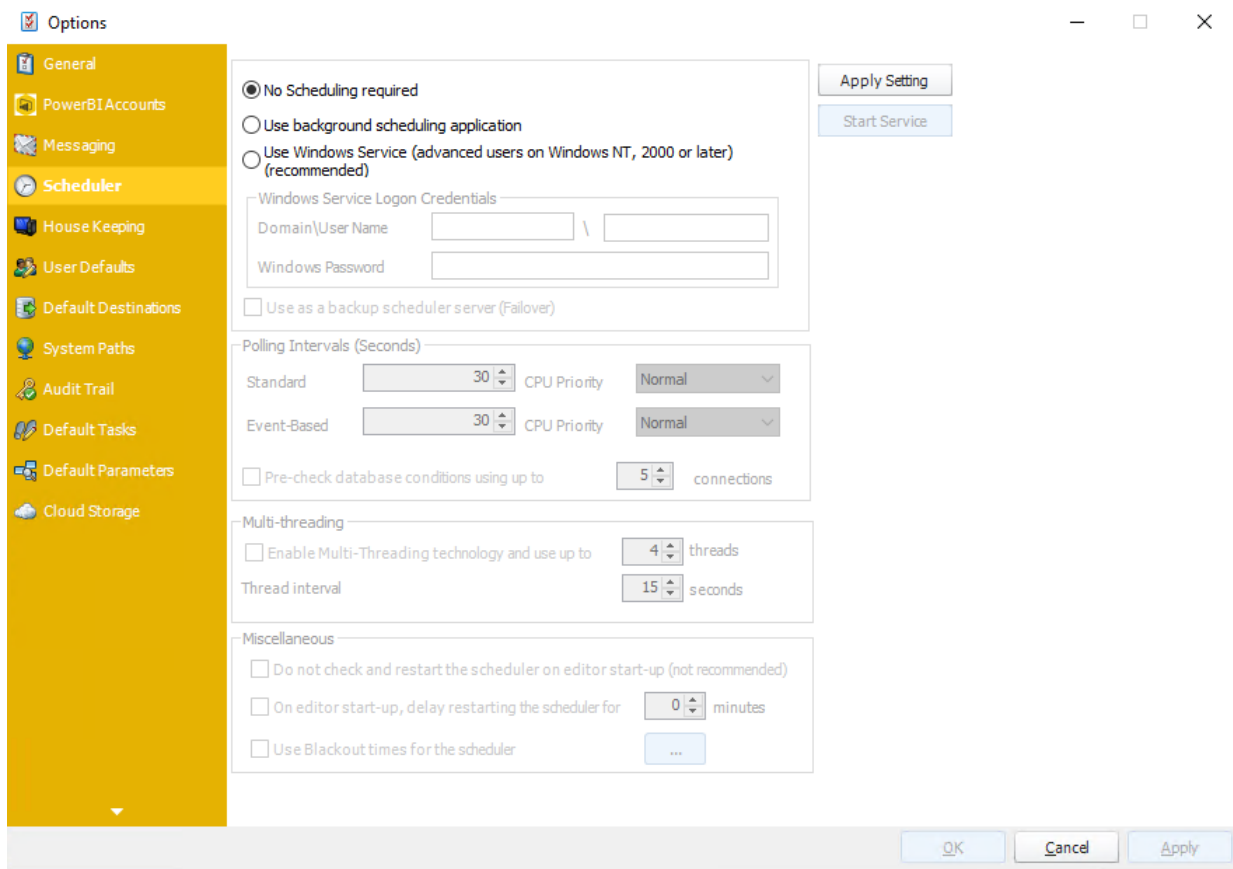 Options
General
PowerBI Accounts
Messaging
Scheduler
House Keeping
User Defaults
Default Destinations
System Paths
Audit Trail
Default Tasks
Default Parameters
Cloud Storage
No Scheduling required
Use background scheduling application
Use Windows Service (advanced users on Windows NT, 2000 or later)
(recommended)
Windows Service Logon Credentials
Domain\User Name \
Windows Password
Use as a backup scheduler server (Failover)
Apply Setting
Start Service
Polling Intervals (Seconds)
Standard 30 CPU Priority Normal
Event-Based 30 CPU Priority Normal
Pre-check database conditions using up to 5 connections
Multi-threading
Enable Multi-Threading technology and use up to 4 threads
Thread interval 15 seconds
Miscellaneous
Do not check and restart the scheduler on editor start-up (not recommended)
On editor start-up, delay restarting the scheduler for 0 minutes
Use Blackout times for the scheduler ...
OK Cancel Apply